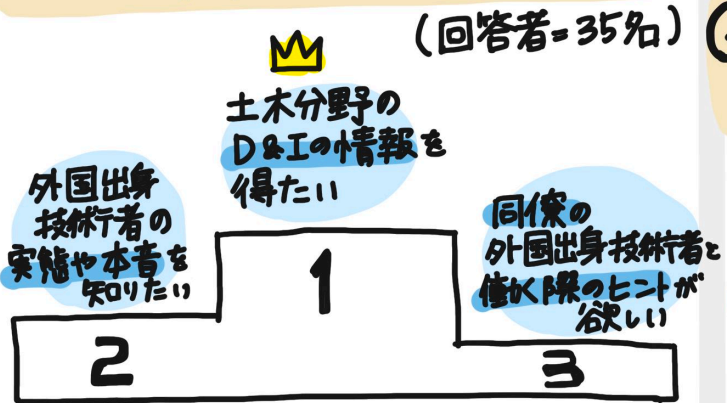 (回答者=35名)
土木分野の
D&Iの情報を
得たい
外国出身
技術者の
実態や本音を
知りたい
同僚の
外国出身技術者と
働く際のヒントが
欲しい
1
2
3